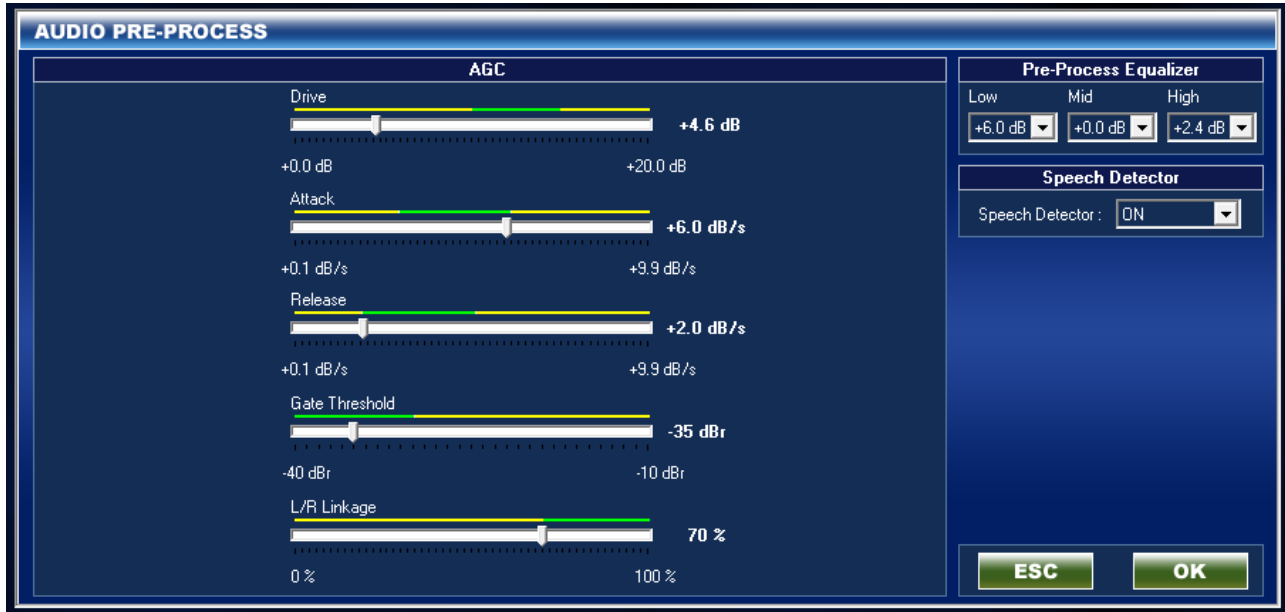 AUDIO PRE-PROCESS
AGC
Drive
+4.6 dB
+0.0 dB +20.0 dB
Attack
+6.0 dB/s
+0.1 dB/s +9.9 dB/s
Release
+2.0 dB/s
+0.1 dB/s +9.9 dB/s
Gate Threshold
-35 dBr
-40 dBr -10 dBr
L/R Linkage
70 %
0 % 100 %
Pre-Process Equalizer
Low Mid High
+6.0 dB +0.0 dB +2.4 dB
Speech Detector
Speech Detector : ON
ESC OK